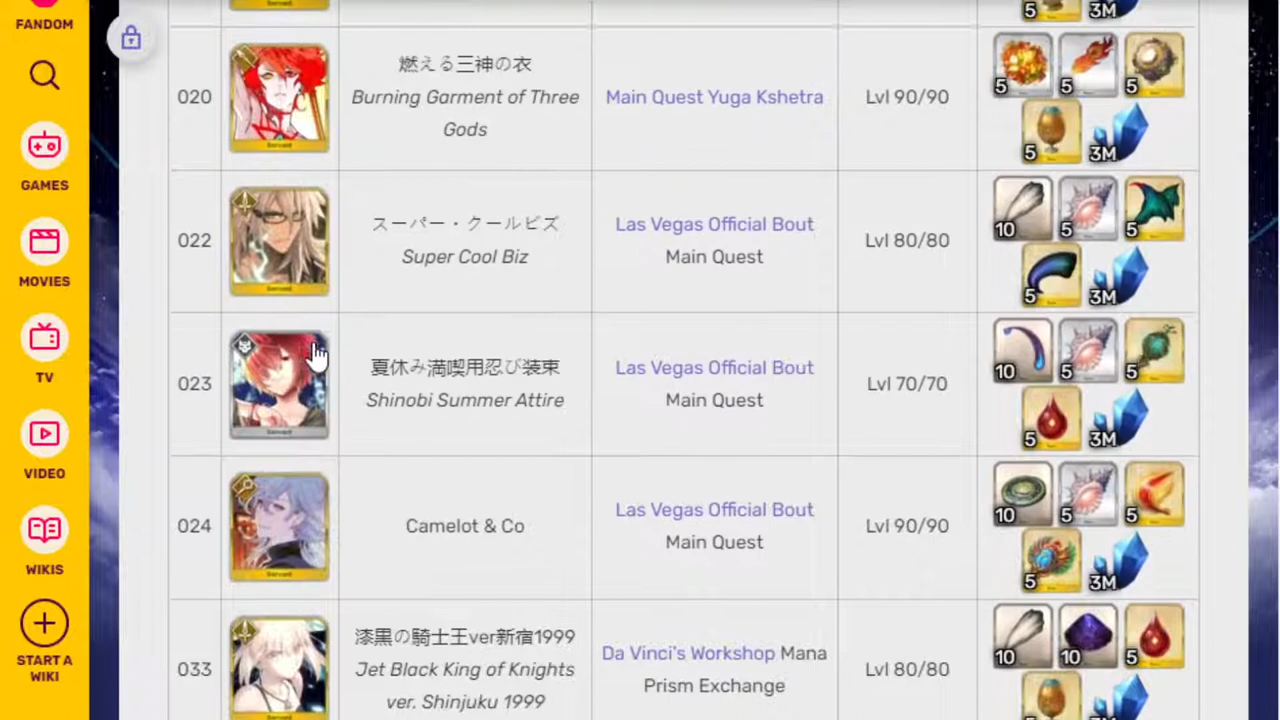 FANDOM
GAMES
MOVIES
TV
VIDEO
WIKIS
START A
WIKI
5
3M
020
Servant
燃える三神の衣
Burning Garment of Three
Gods
Main Quest Yuga Kshetra
Lvl 90/90
5 5 5
5 3M
022
Servant
スーパー・クールビズ
Super Cool Biz
Las Vegas Official Bout
Main Quest
Lvl 80/80
10 5 5
5 3M
023
Servant
夏休み満喫用忍び装束
Shinobi Summer Attire
Las Vegas Official Bout
Main Quest
Lvl 70/70
10 5 5
5 3M
024
Servant
Camelot & Co
Las Vegas Official Bout
Main Quest
Lvl 90/90
10 5 5
5 3M
033
漆黒の騎士王ver新宿1999
Jet Black King of Knights
ver. Shinjuku 1999
Da Vinci's Workshop Mana
Prism Exchange
Lvl 80/80
10 10 5
5 3M